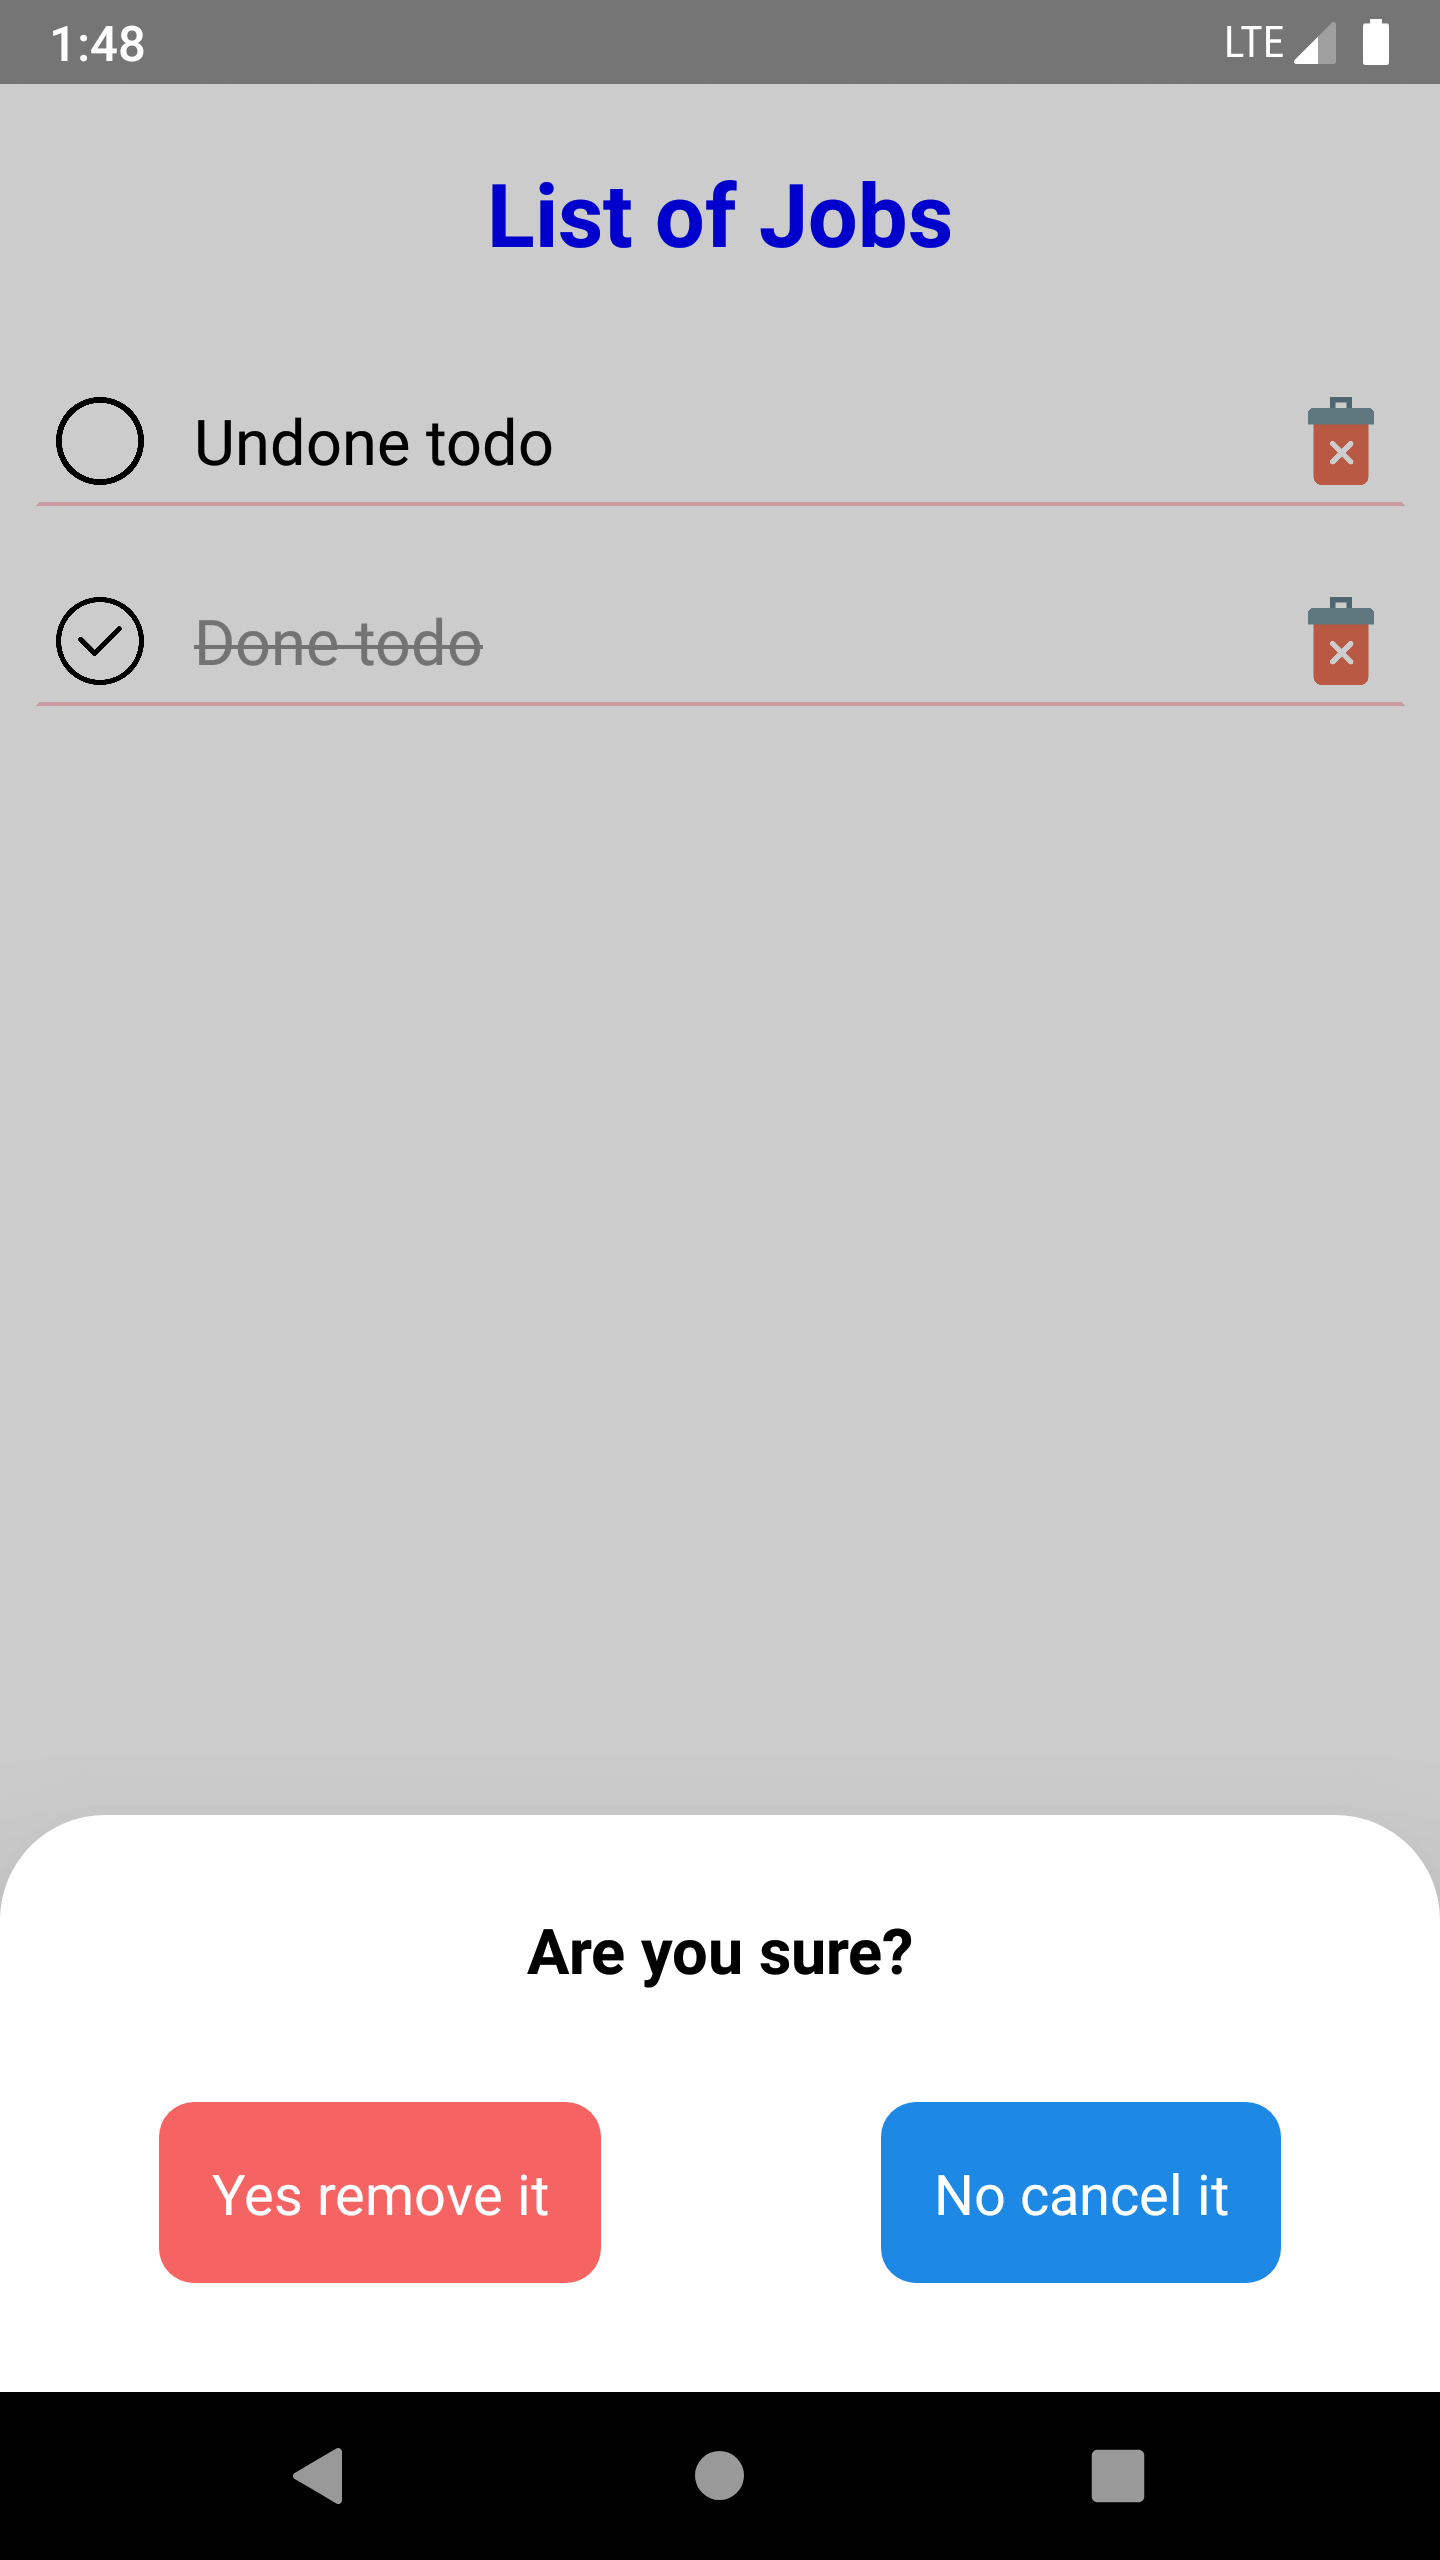 1:48
LTE
List of Jobs
Undone todo
Done todo
Are you sure?
Yes remove it
No cancel it